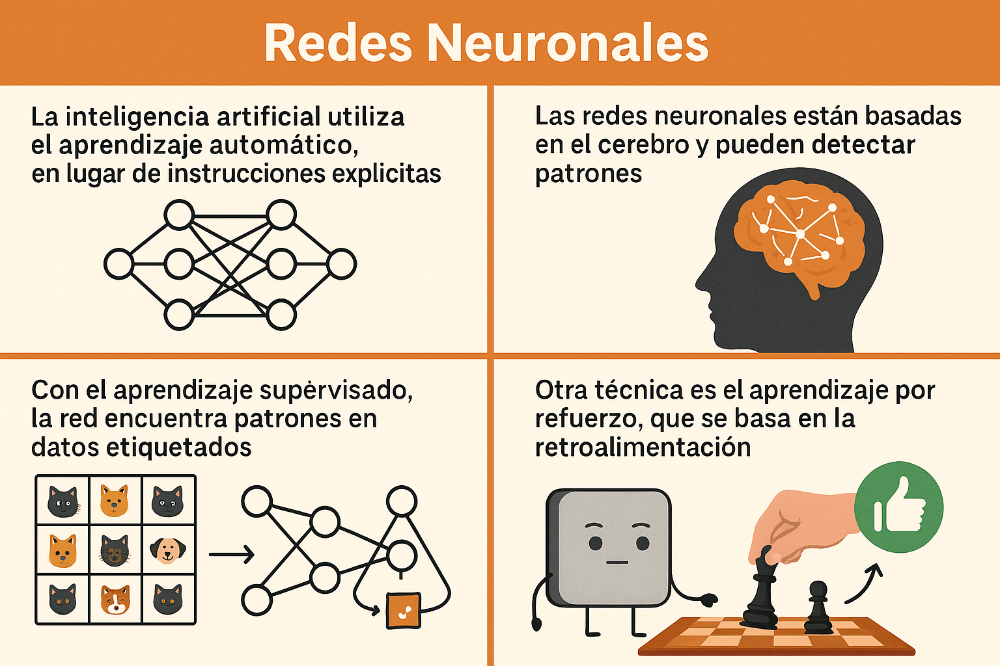 Redes Neuronales
La inteligencia artificial utiliza
el aprendizaje automático,
en lugar de instrucciones explicitas
Las redes neuronales están basadas
en el cerebro y pueden detectar
patrones
Con el aprendizaje supèrvisado,
la red encuentra patrones en
datos etiquetados
Otra técnica es el aprendizaje por
refuerzo, que se basa en la
retroalimentación